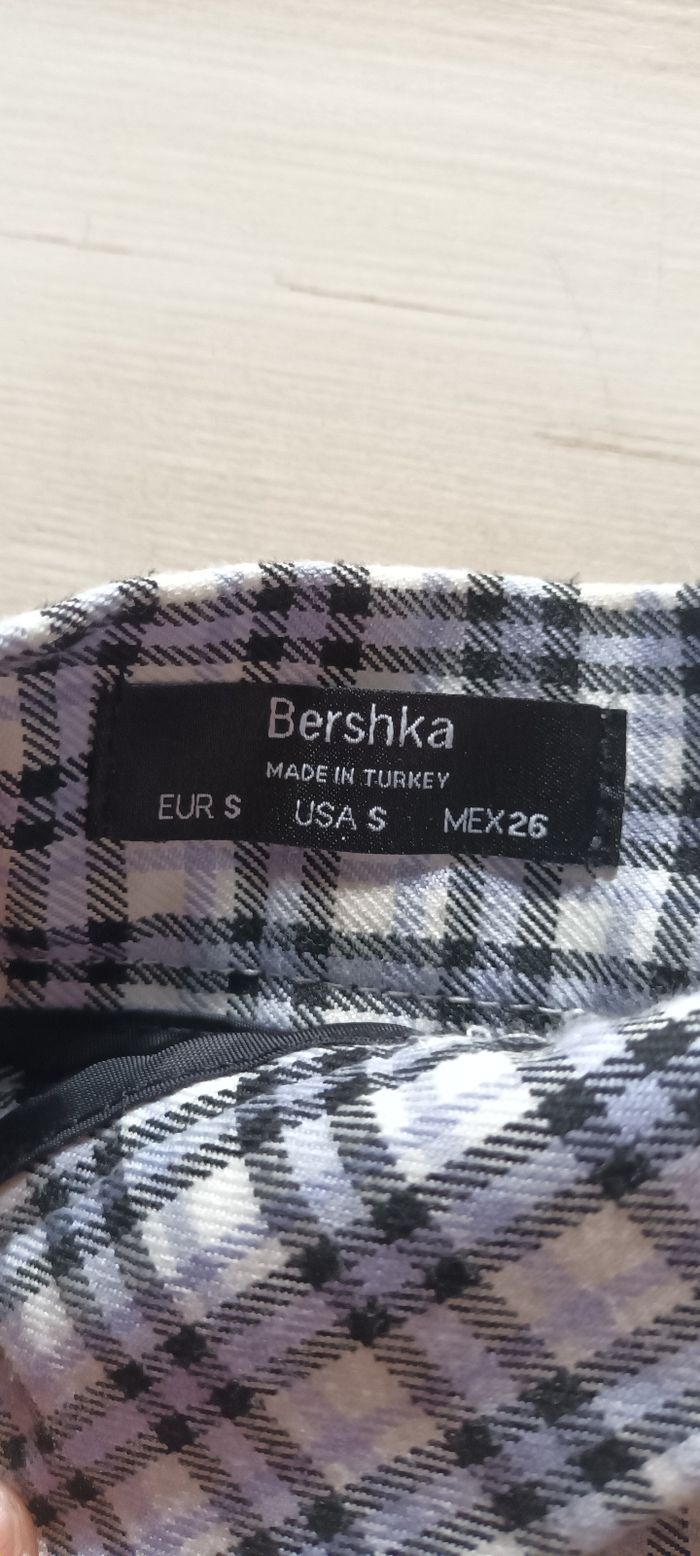 Bershka
MADE IN TURKEY
EUR S USA S MEX 26